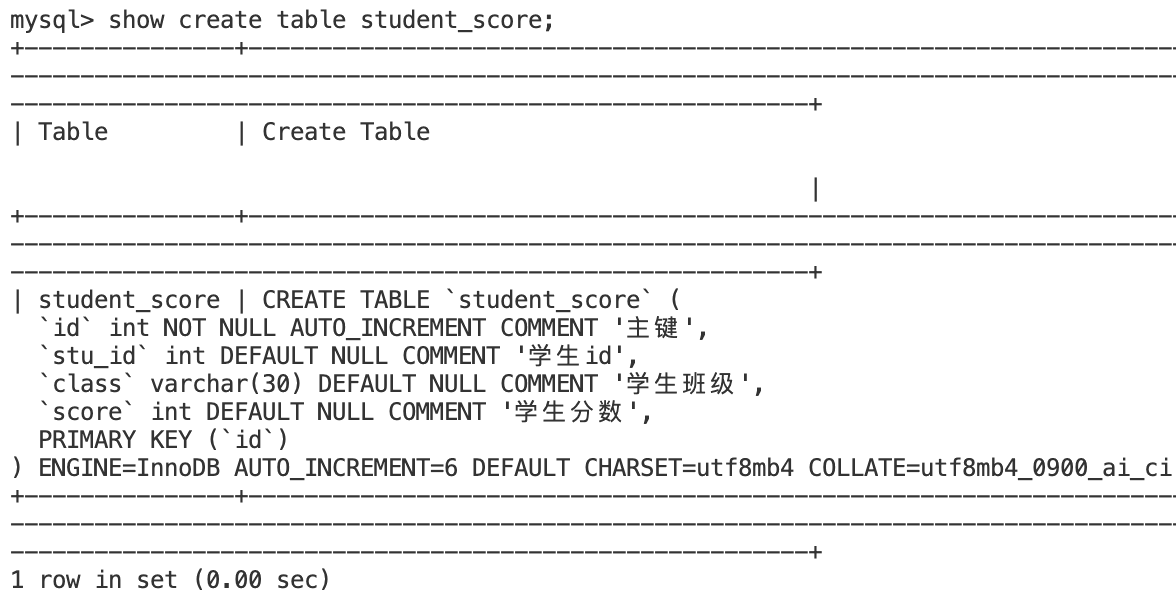 mysql> show create table student_score;
+---------------+-------------------------------------------------------------------
-----------------------------------------------------------------------------------
---------------------------------------------------------+
| Table         | Create Table
|
+---------------+-------------------------------------------------------------------
-----------------------------------------------------------------------------------
---------------------------------------------------------+
| student_score | CREATE TABLE `student_score` (
  `id` int NOT NULL AUTO_INCREMENT COMMENT '主键',
  `stu_id` int DEFAULT NULL COMMENT '学生id',
  `class` varchar(30) DEFAULT NULL COMMENT '学生班级',
  `score` int DEFAULT NULL COMMENT '学生分数',
  PRIMARY KEY (`id`)
) ENGINE=InnoDB AUTO_INCREMENT=6 DEFAULT CHARSET=utf8mb4 COLLATE=utf8mb4_0900_ai_ci
+---------------+-------------------------------------------------------------------
-----------------------------------------------------------------------------------
---------------------------------------------------------+
1 row in set (0.00 sec)